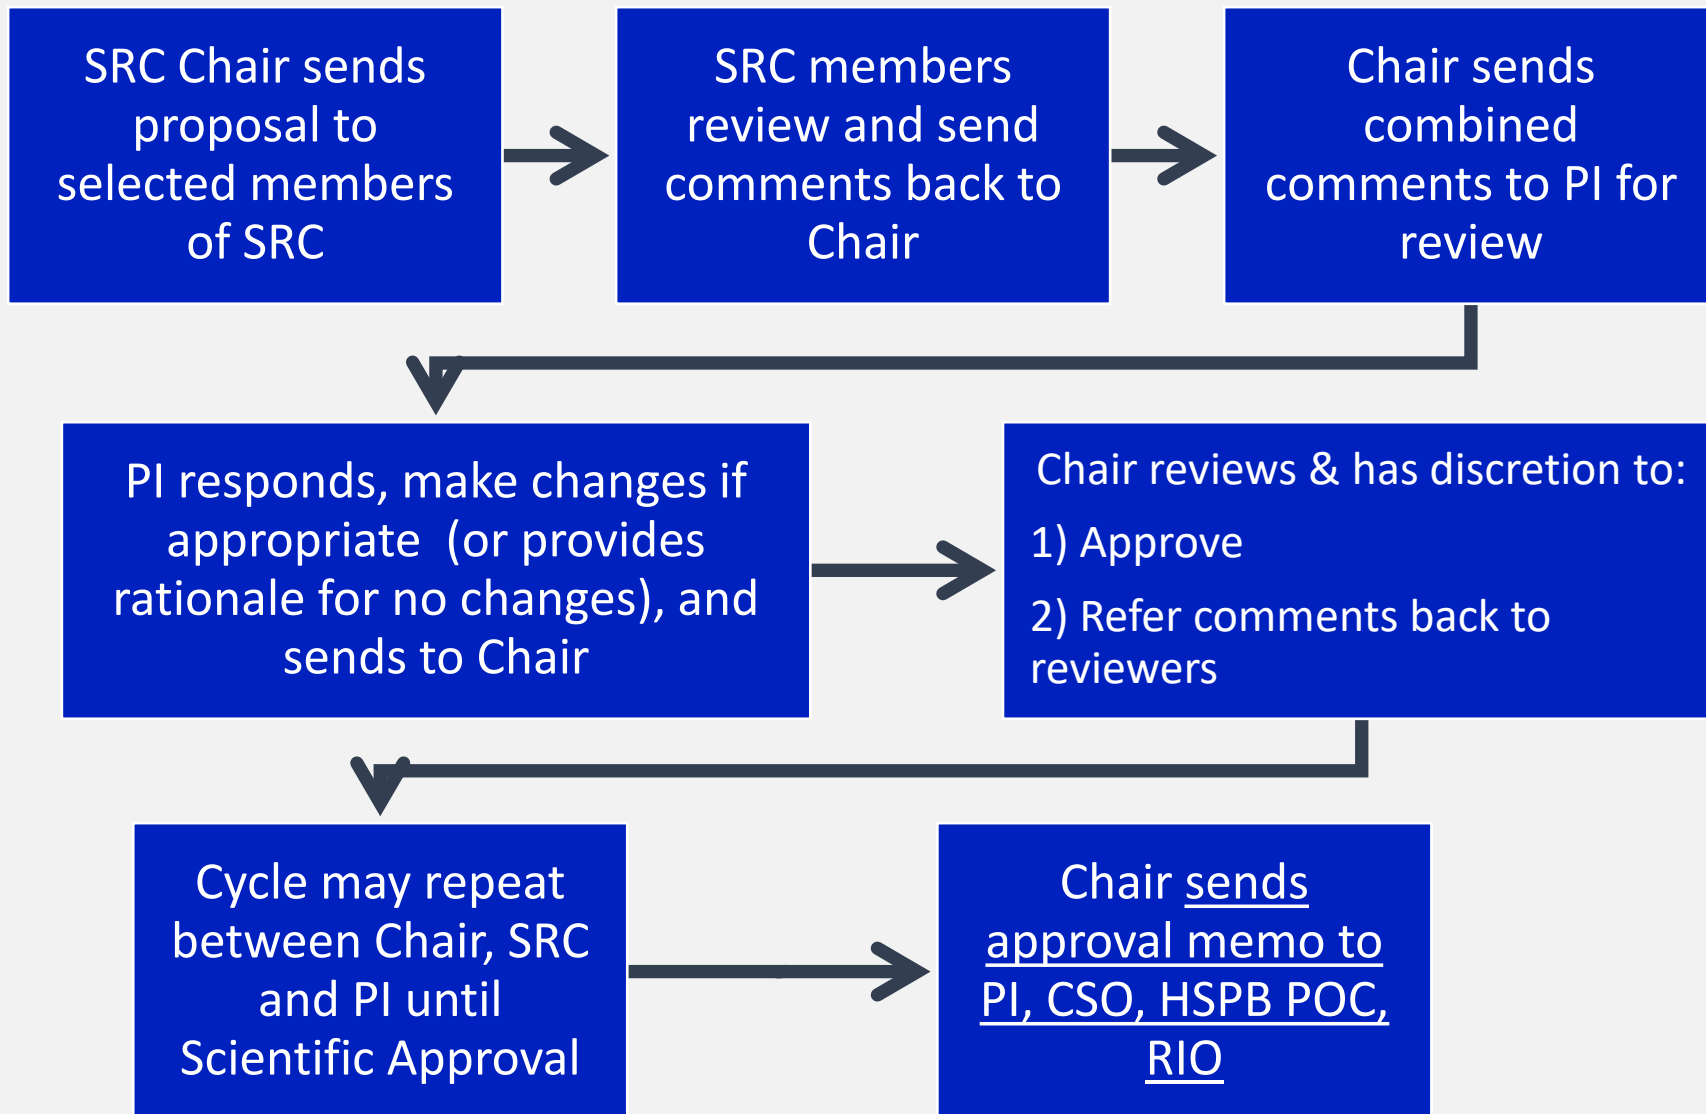 SRC Chair sends
proposal to
selected members
of SRC
SRC members
review and send
comments back to
Chair
Chair sends
combined
comments to PI for
review
PI responds, make changes if
appropriate  (or provides
rationale for no changes), and
sends to Chair
Chair reviews & has discretion to:
1) Approve
2) Refer comments back to
reviewers
Cycle may repeat
between Chair, SRC
and PI until
Scientific Approval
Chair sends
approval memo to
PI, CSO, HSPB POC,
RIO